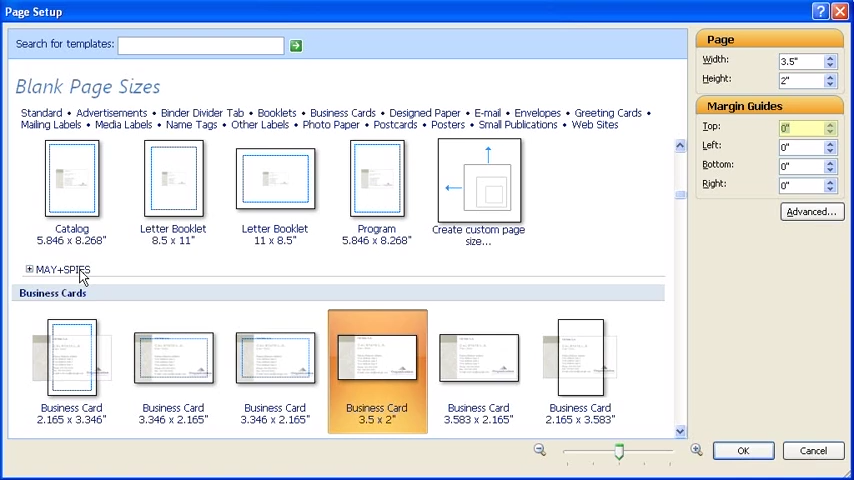 Page Setup
Search for templates:
Blank Page Sizes
Standard • Advertisements • Binder Divider Tab • Booklets • Business Cards • Designed Paper • E-mail • Envelopes • Greeting Cards •
Mailing Labels • Media Labels • Name Tags • Other Labels • Photo Paper • Postcards • Posters • Small Publications • Web Sites
Catalog
5.846 x 8.268"
Letter Booklet
8.5 x 11"
Letter Booklet
11 x 8.5"
Program
5.846 x 8.268"
Create custom page
size...
MAY+SPIES
Business Cards
Business Card
2.165 x 3.346"
Business Card
3.346 x 2.165"
Business Card
3.346 x 2.165"
Business Card
3.5 x 2"
Business Card
3.583 x 2.165"
Business Card
2.165 x 3.583"
Page
Width: 3.5"
Height: 2"
Margin Guides
Top: 0"
Left: 0"
Bottom: 0"
Right: 0"
Advanced...
OK
Cancel